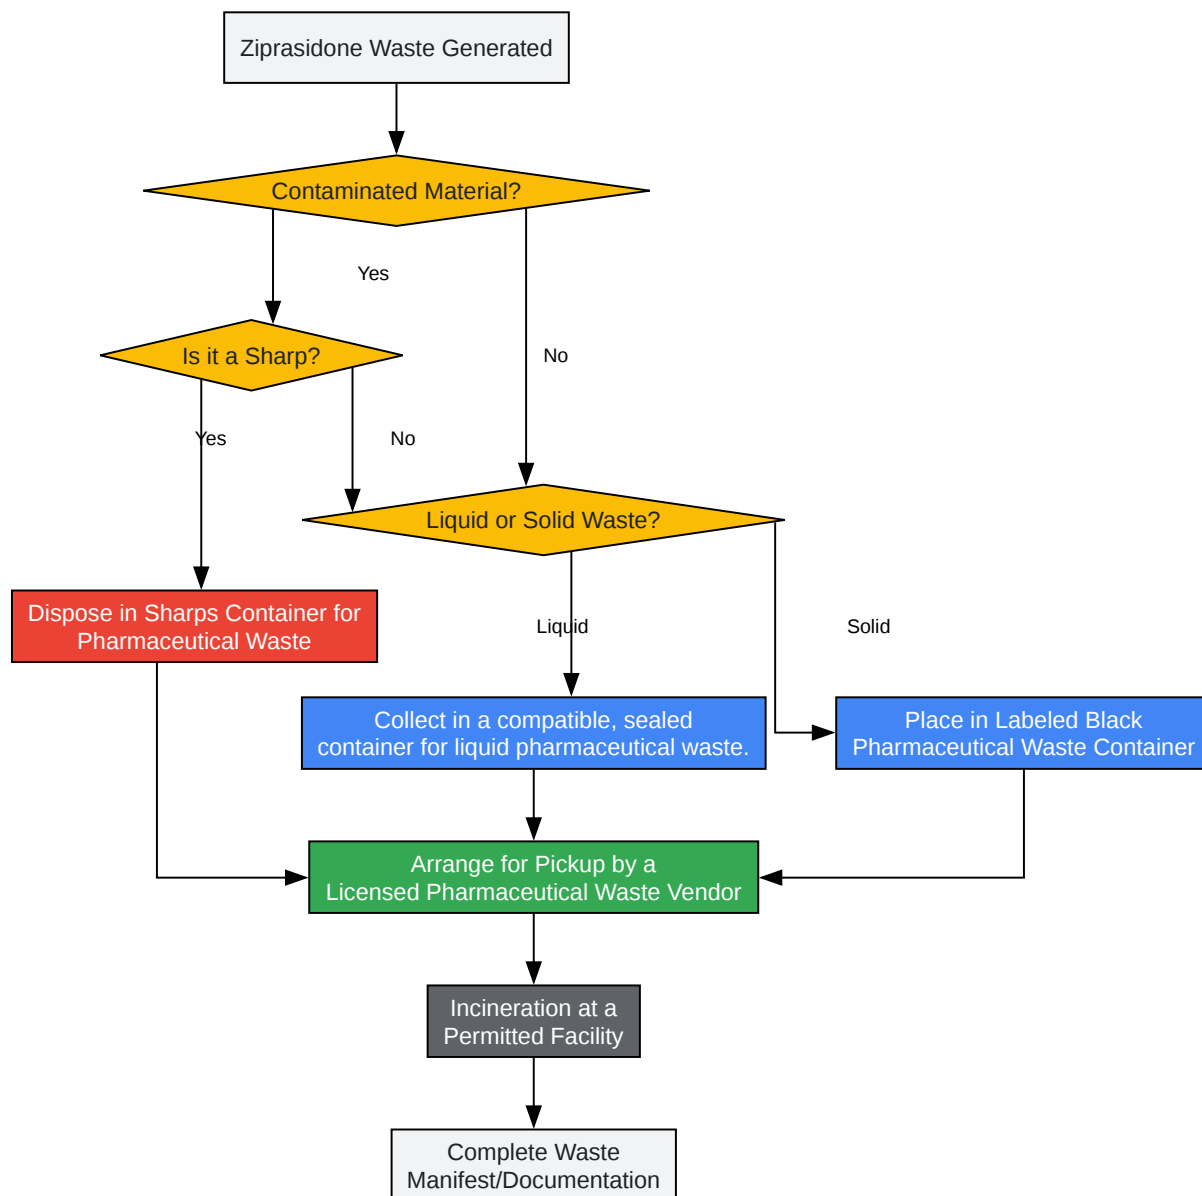 Ziprasidone Waste Generated
Contaminated Material?
Yes
Is it a Sharp?
No
Yes
No
Liquid or Solid Waste?
Dispose in Sharps Container for
Pharmaceutical Waste
Liquid
Solid
Collect in a compatible, sealed
container for liquid pharmaceutical waste.
Place in Labeled Black
Pharmaceutical Waste Container
Arrange for Pickup by a
Licensed Pharmaceutical Waste Vendor
Incineration at a
Permitted Facility
Complete Waste
Manifest/Documentation